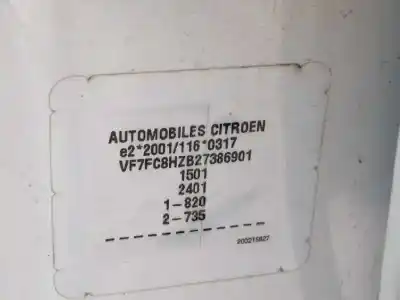 AUTOMOBILES CITROEN
e2*2001/116*0317
VF7FC8HZB27386901
1501
2401
1-820
2-735